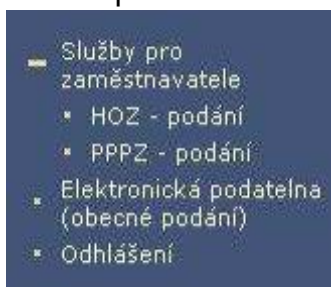 Služby pro
zaměstnavatele
HOZ - podání
PPPZ - podání
Elektronická podatelna
(obecné podání)
Odhlášení